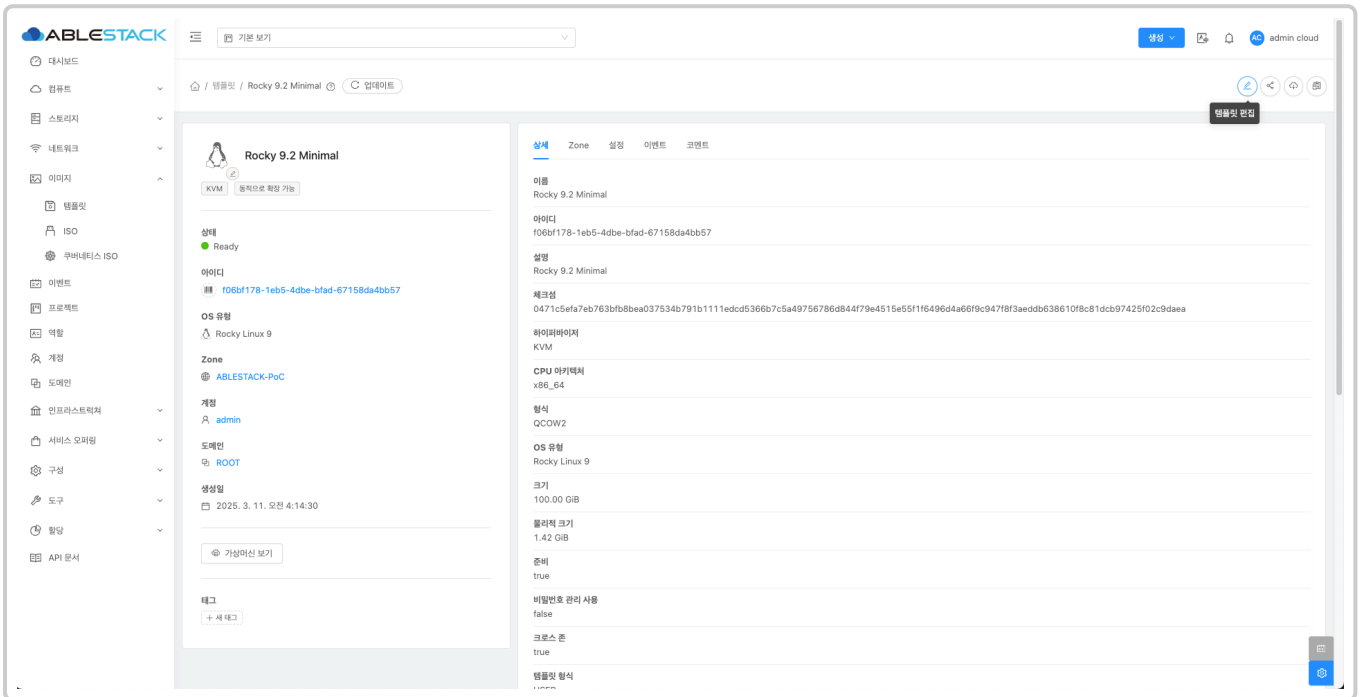 ABLESTACK
기본 보기
생성
AC
admin cloud
대시보드
컴퓨트
스토리지
네트워크
이미지
템플릿
ISO
쿠버네티스 ISO
이벤트
프로젝트
역할
계정
도메인
인프라스트럭쳐
서비스 오퍼링
구성
도구
할당
API 문서
/ 템플릿 / Rocky 9.2 Minimal
업데이트
템플릿 편집
Rocky 9.2 Minimal
KVM
동적으로 확장 가능
상태
Ready
아이디
f06bf178-1eb5-4dbe-bfad-67158da4bb57
OS 유형
Rocky Linux 9
Zone
ABLESTACK-PoC
계정
admin
도메인
ROOT
생성일
2025. 3. 11. 오전 4:14:30
가상머신 보기
태그
+ 새 태그
상세 Zone 설정 이벤트 코멘트
이름
Rocky 9.2 Minimal
아이디
f06bf178-1eb5-4dbe-bfad-67158da4bb57
설명
Rocky 9.2 Minimal
체크섬
0471c5efa7eb763bfb8bea037534b791b1111edcd5366b7c5a49756786d844f79e4515e55f1f6496d4a66f9c947f8f3aeddb638610f8c81dcb97425f02c9daea
하이퍼바이저
KVM
CPU 아키텍처
x86_64
형식
QCOW2
OS 유형
Rocky Linux 9
크기
100.00 GiB
물리적 크기
1.42 GiB
준비
true
비밀번호 관리 사용
false
크로스 존
true
템플릿 형식